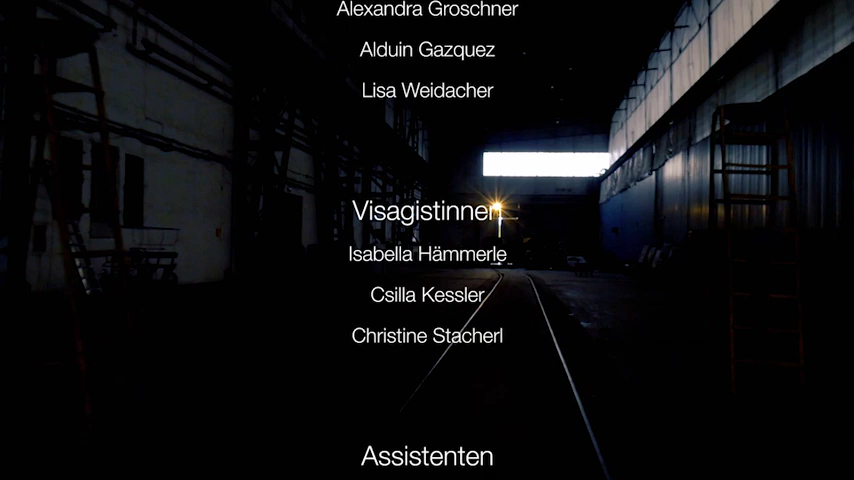 Alexandra Groschner
Alduin Gazquez
Lisa Weidacher
Visagistinnen
Isabella Hämmerle
Csilla Kessler
Christine Stacherl
Assistenten